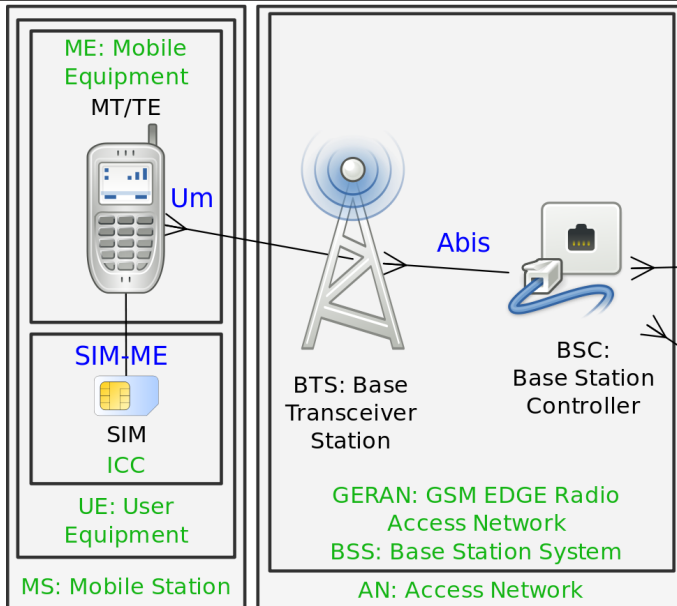 ME: Mobile
Equipment
MT/TE
Um
SIM-ME
SIM
ICC
UE: User
Equipment
MS: Mobile Station
Abis
BTS: Base
Transceiver
Station
BSC:
Base Station
Controller
GERAN: GSM EDGE Radio
Access Network
BSS: Base Station System
AN: Access Network